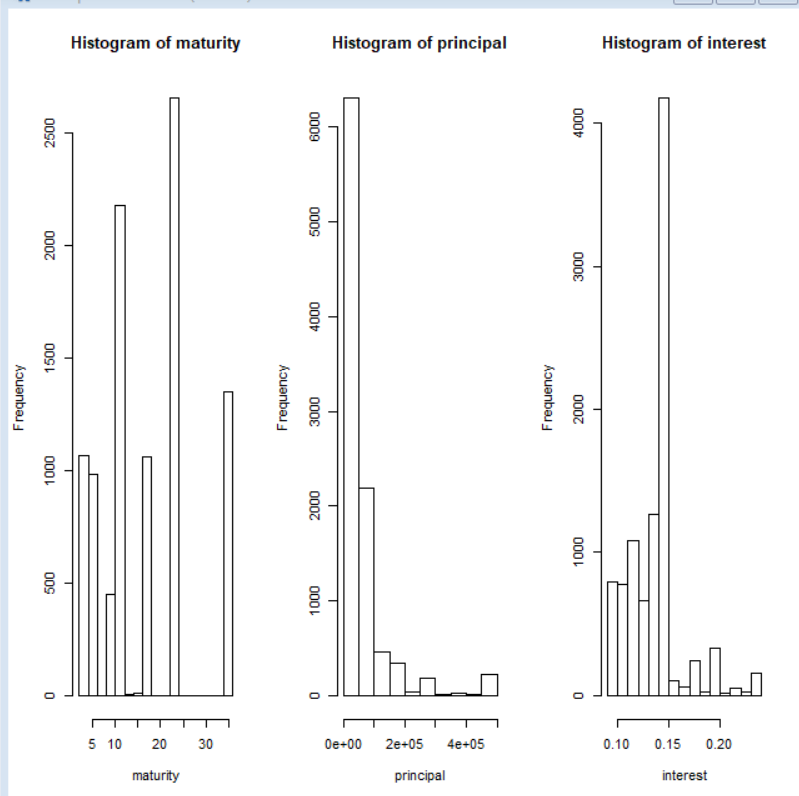 Histogram of maturity
Frequency
0
500
1000
1500
2000
2500
5 10 20 30
maturity
Histogram of principal
Frequency
0
1000
2000
3000
4000
5000
6000
0e+00 2e+05 4e+05
principal
Histogram of interest
Frequency
0
1000
2000
3000
4000
0.10 0.15 0.20
interest